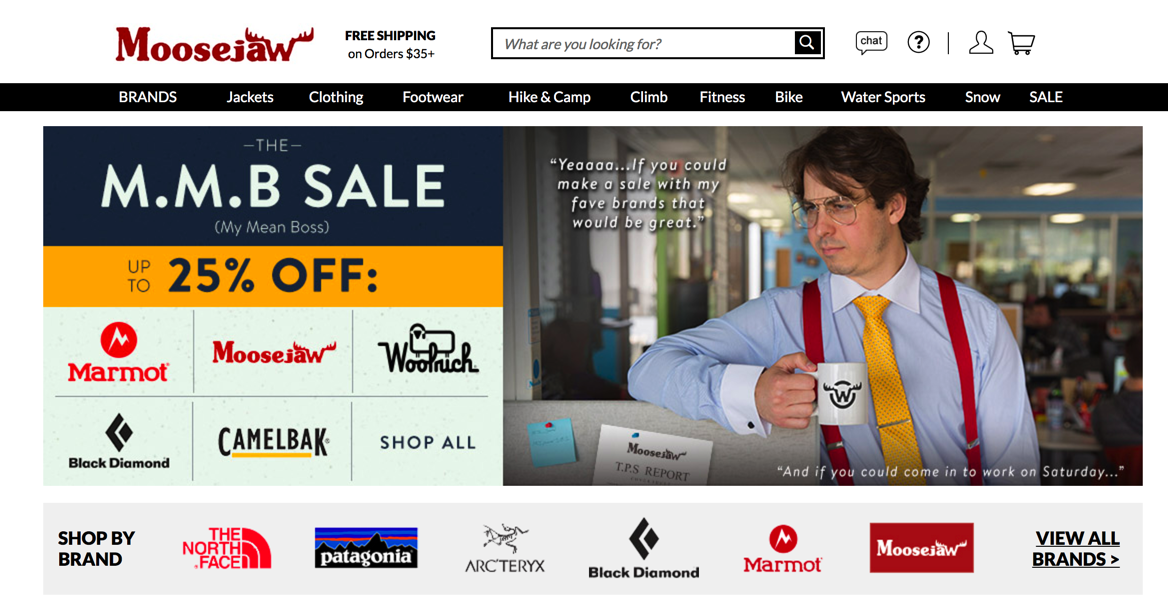 Moosejaw
FREE SHIPPING
on Orders $35+
What are you looking for?
chat
?
BRANDS Jackets Clothing Footwear Hike & Camp Climb Fitness Bike Water Sports Snow SALE
—THE—
M.M.B SALE
(My Mean Boss)
UP TO 25% OFF:
Marmot
Moosejaw
Woolrich
Black Diamond
CAMELBAK®
SHOP ALL
“Yeaaaa...If you could
make a sale with my
fave brands that
would be great.”
W
Moosejaw
T.P.S REPORT
“And if you could come in to work on Saturday...”
SHOP BY
BRAND
THE
NORTH
FACE
patagonia
ARC'TERYX
Black Diamond
Marmot
Moosejaw
VIEW ALL
BRANDS >